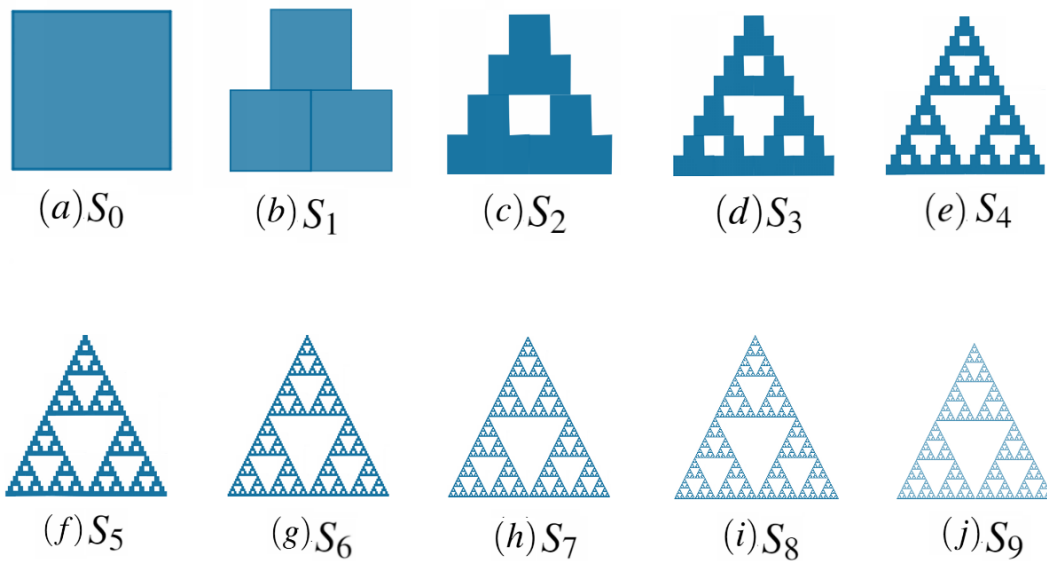 (a) S₀ (b) S₁ (c) S₂ (d) S₃ (e) S₄
(f) S₅ (g) S₆ (h) S₇ (i) S₈ (j) S₉